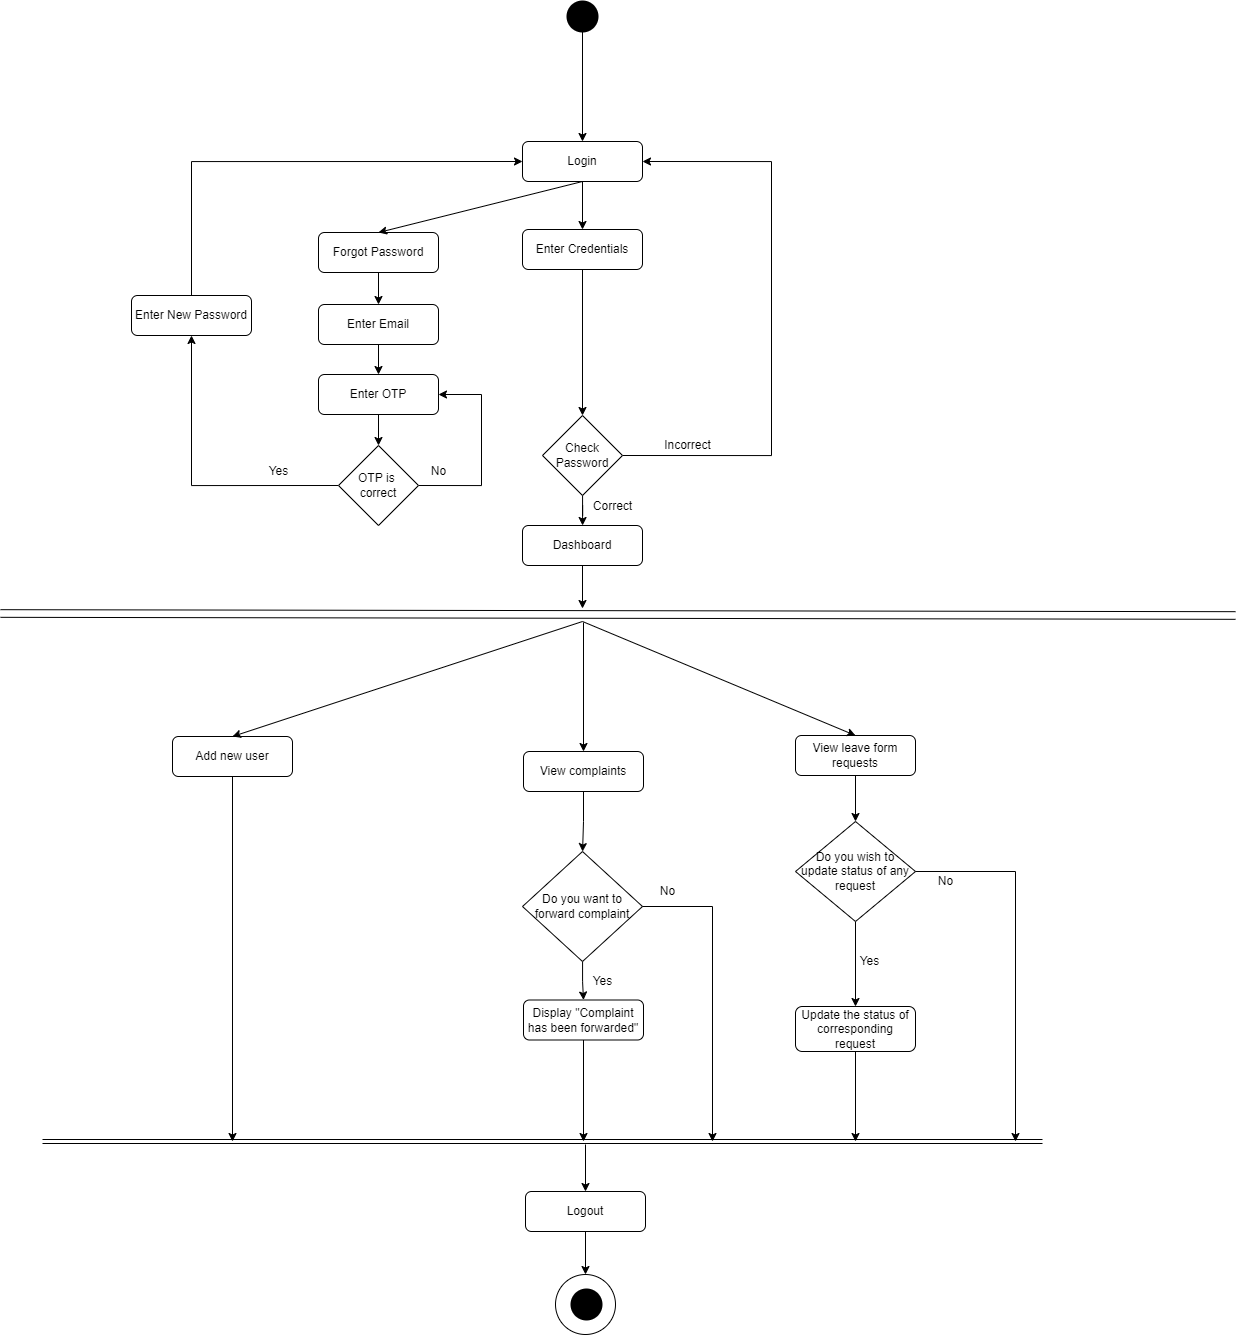 Login
Forgot Password
Enter Credentials
Enter New Password
Enter Email
Enter OTP
Check
Password
Incorrect
Yes
OTP is
correct
No
Correct
Dashboard
Add new user
View complaints
View leave form
requests
Do you wish to
update status of any
request
No
Do you want to
forward complaint
No
Yes
Yes
Display "Complaint
has been forwarded"
Update the status of
corresponding
request
Logout